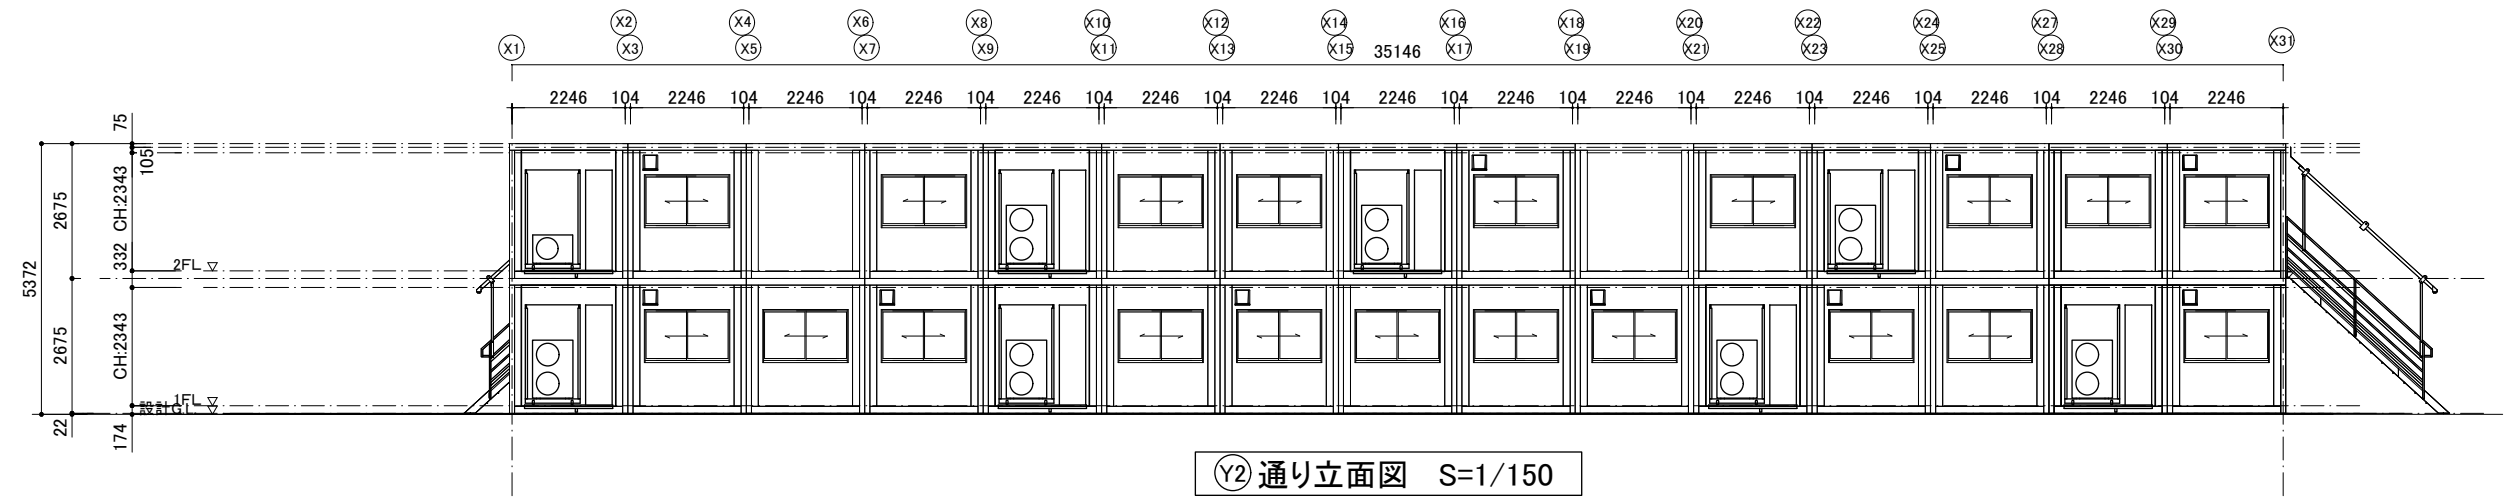 X2 X4 X6 X8 X10 X12 X14 X16 X18 X20 X22 X24 X27 X29
X1 X3 X5 X7 X9 X11 X13 X15 X17 X19 X21 X23 X25 X28 X30 X31
35146
2246 104 2246 104 2246 104 2246 104 2246 104 2246 104 2246 104 2246 104 2246 104 2246 104 2246 104 2246 104 2246 104 2246 104 2246
75
105
CH:2343
2675
332
2FL
5372
CH:2343
2675
1FL
設計G.L.
22
174
Y2 通り立面図 S=1/150